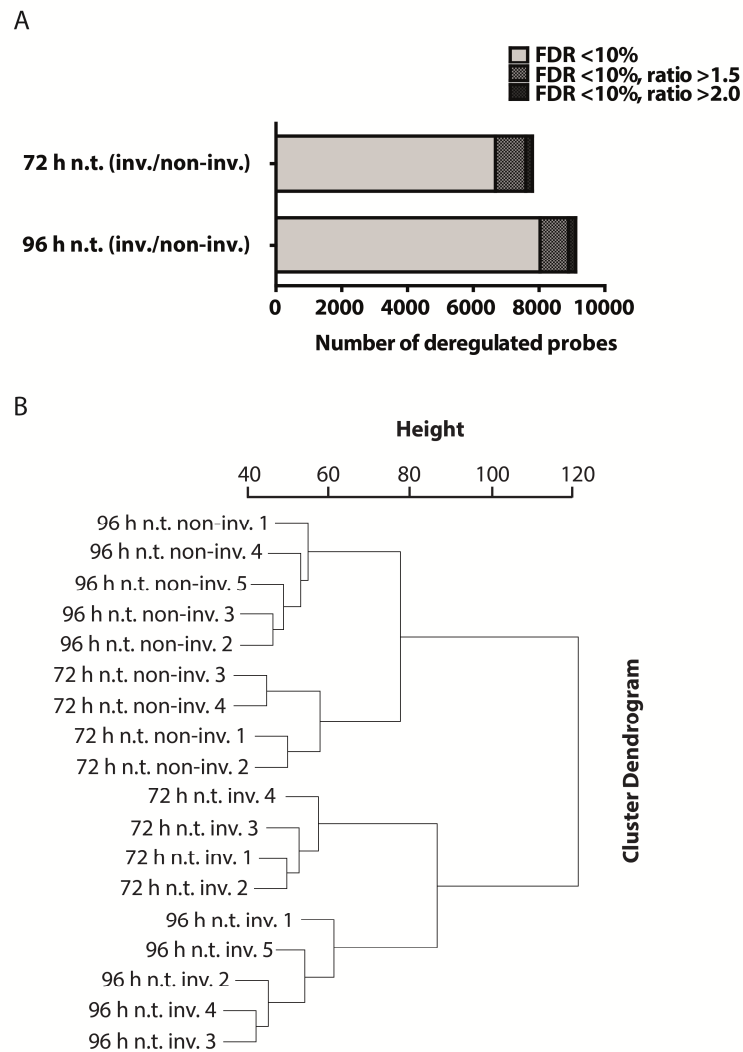 A
FDR <10%
FDR <10%, ratio >1.5
FDR <10%, ratio >2.0
72 h n.t. (inv./non-inv.)
96 h n.t. (inv./non-inv.)
0 2000 4000 6000 8000 10000
Number of deregulated probes
B
Height
40 60 80 100 120
96 h n.t. non-inv. 1
96 h n.t. non-inv. 4
96 h n.t. non-inv. 5
96 h n.t. non-inv. 3
96 h n.t. non-inv. 2
72 h n.t. non-inv. 3
72 h n.t. non-inv. 4
72 h n.t. non-inv. 1
72 h n.t. non-inv. 2
72 h n.t. inv. 4
72 h n.t. inv. 3
72 h n.t. inv. 1
72 h n.t. inv. 2
96 h n.t. inv. 1
96 h n.t. inv. 5
96 h n.t. inv. 2
96 h n.t. inv. 4
96 h n.t. inv. 3
Cluster Dendrogram